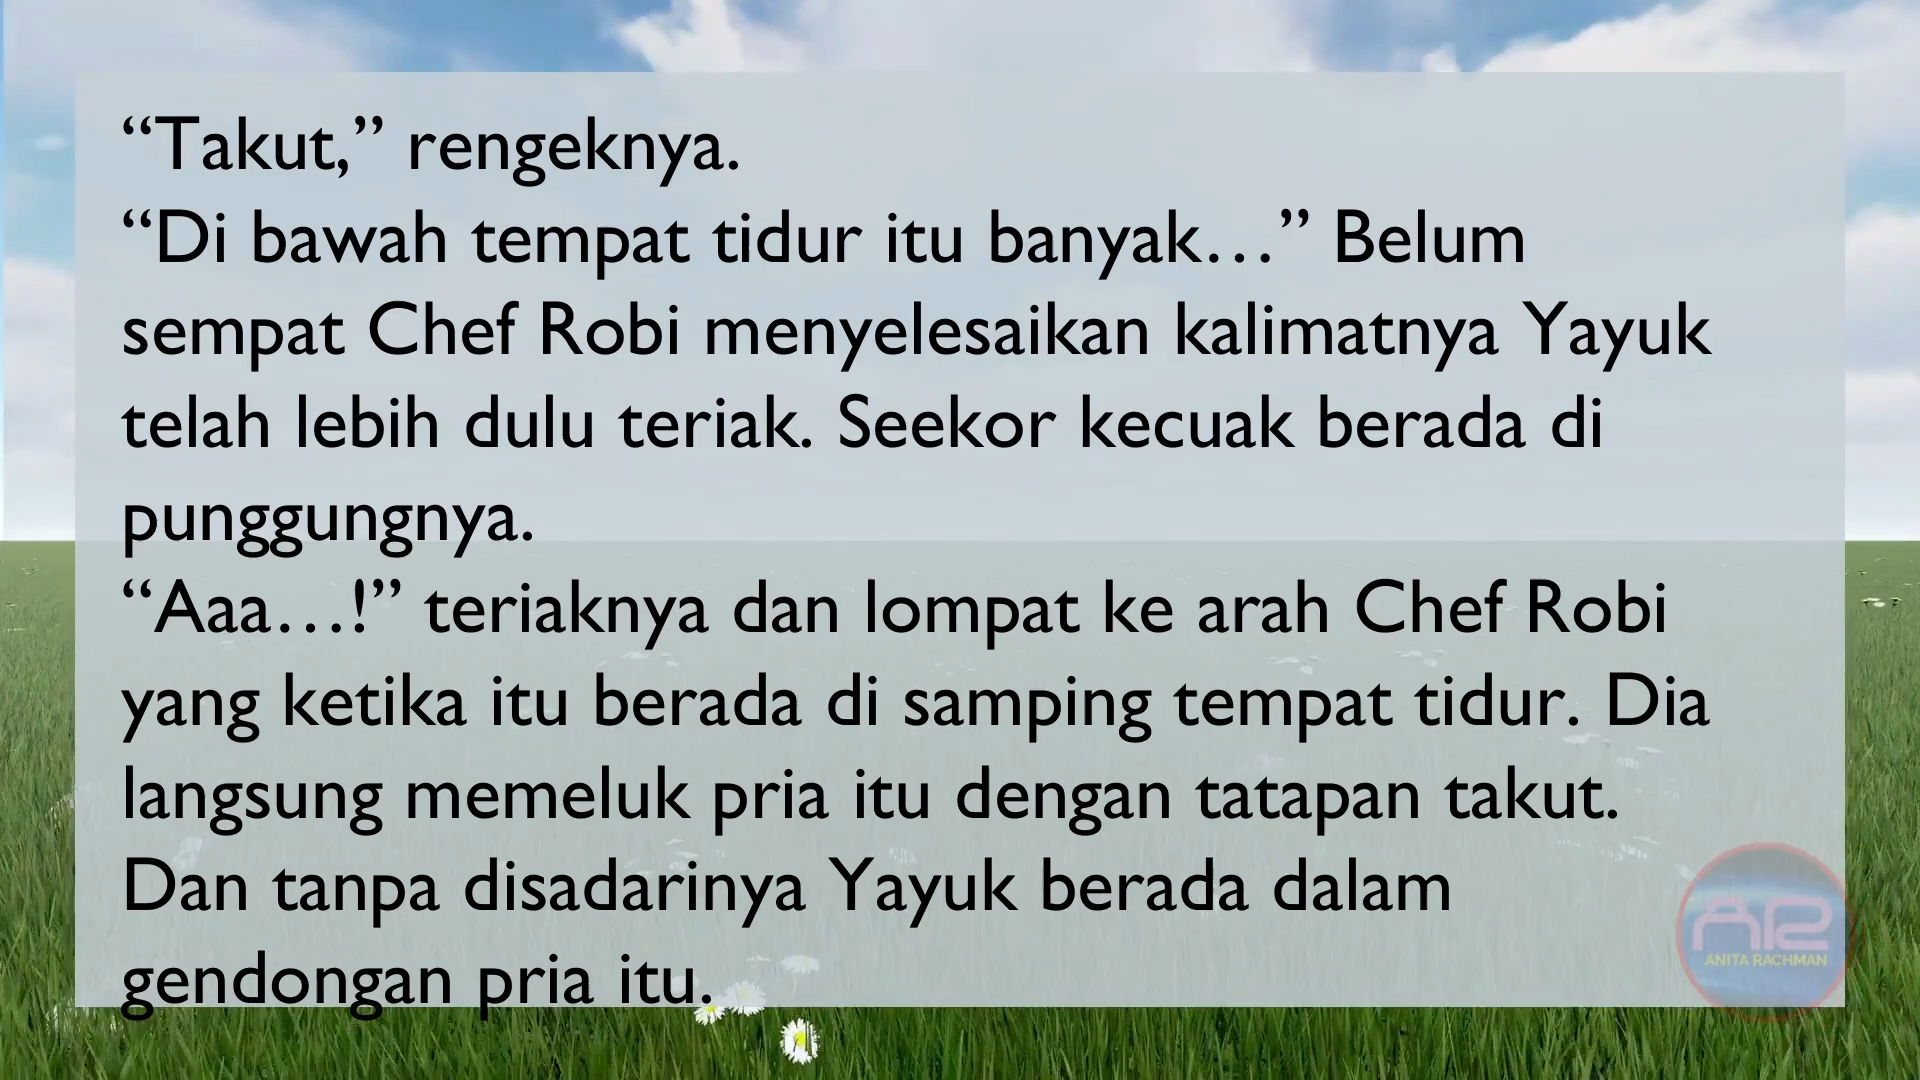 “Takut,” rengeknya.
“Di bawah tempat tidur itu banyak…” Belum
sempat Chef Robi menyelesaikan kalimatnya Yayuk
telah lebih dulu teriak. Seekor kecuak berada di
punggungnya.
“Aaa…!” teriaknya dan lompat ke arah Chef Robi
yang ketika itu berada di samping tempat tidur. Dia
langsung memeluk pria itu dengan tatapan takut.
Dan tanpa disadarinya Yayuk berada dalam
gendongan pria itu.
AR
ANITA RACHMAN